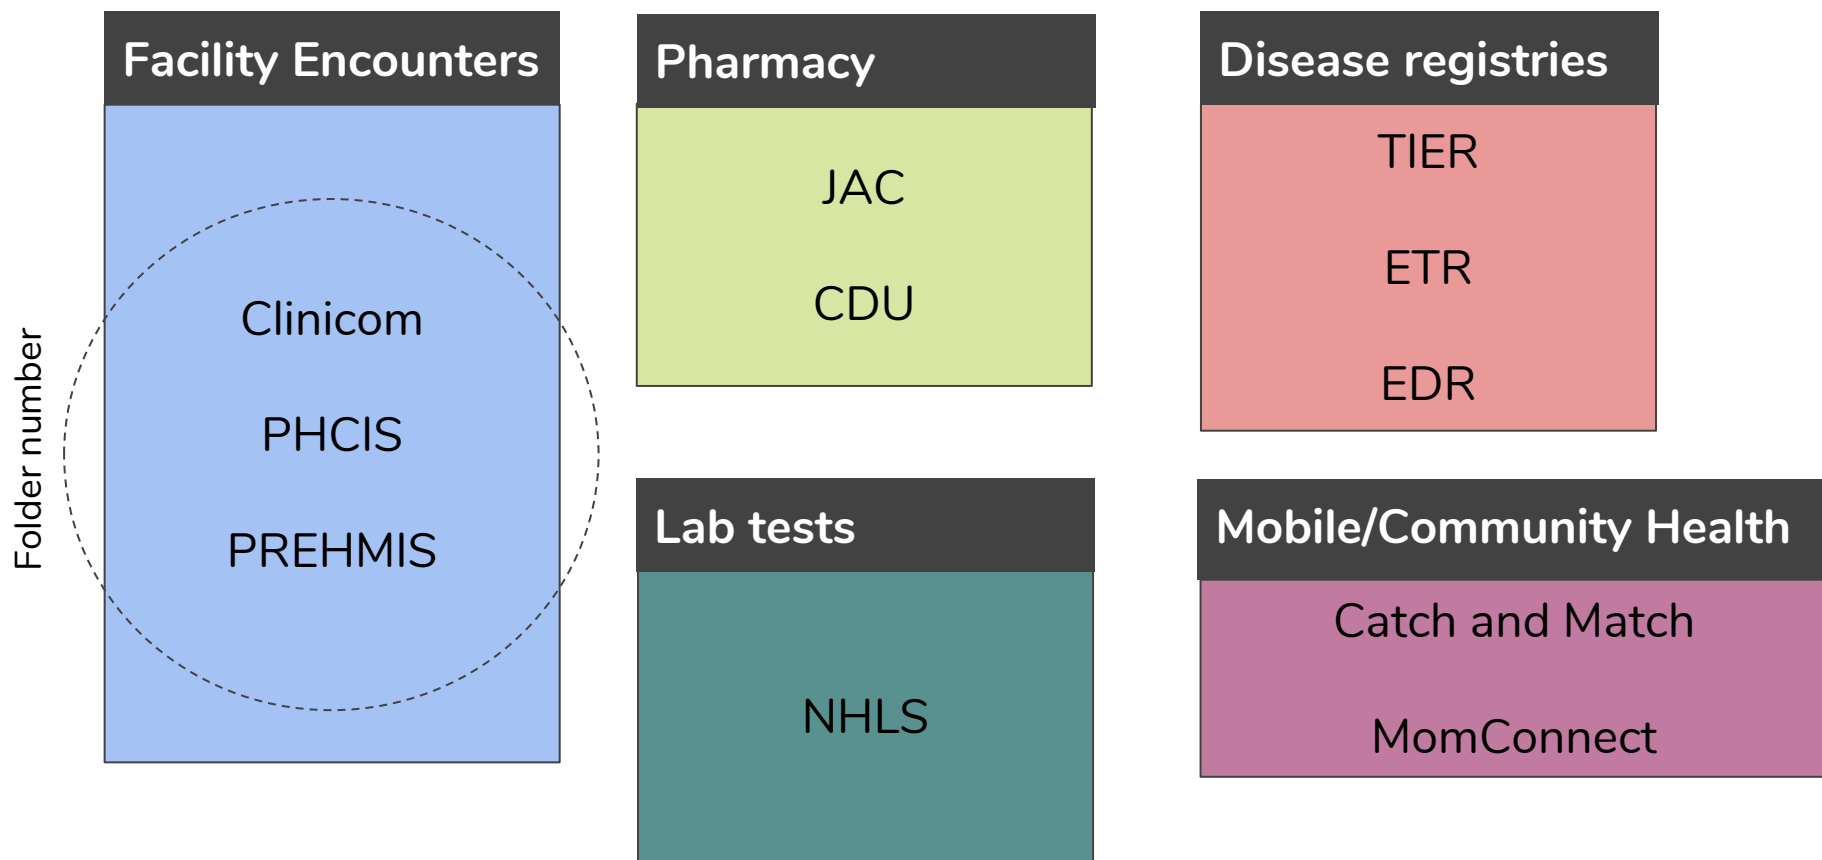 Facility Encounters
Folder number
Clinicom
PHCIS
PREHMIS
Pharmacy
JAC
CDU
Lab tests
NHLS
Disease registries
TIER
ETR
EDR
Mobile/Community Health
Catch and Match
MomConnect